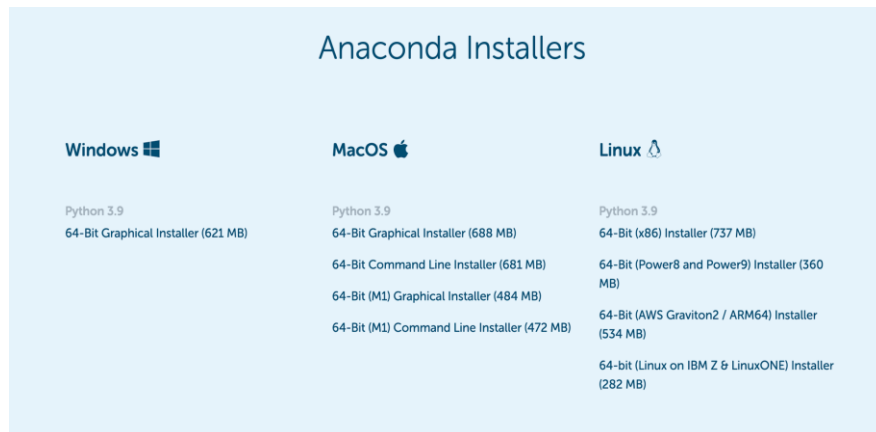 Anaconda Installers
Windows
Python 3.9
64-Bit Graphical Installer (621 MB)
MacOS
Python 3.9
64-Bit Graphical Installer (688 MB)
64-Bit Command Line Installer (681 MB)
64-Bit (M1) Graphical Installer (484 MB)
64-Bit (M1) Command Line Installer (472 MB)
Linux
Python 3.9
64-Bit (x86) Installer (737 MB)
64-Bit (Power8 and Power9) Installer (360
MB)
64-Bit (AWS Graviton2 / ARM64) Installer
(534 MB)
64-bit (Linux on IBM Z & LinuxONE) Installer
(282 MB)